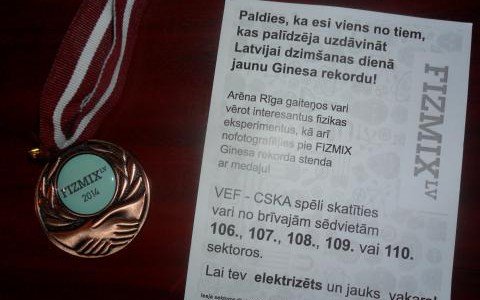 FIZMIX LV
2014
Paldies, ka esi viens no tiem,
kas palīdzēja uzdāvināt
Latvijai dzimšanas dienā
jaunu Ginesa rekordu!
Arēna Rīga gaiteņos vari
vērot interesantus fizikas
eksperimentus, kā arī
nofotografēties pie FIZMIX
Ginesa rekorda stenda
ar medaļu!
VEF - CSKA spēli skatīties
vari no brīvajām sēdvietām
106., 107., 108., 109. vai 110.
sektoros.
Lai tev elektrizēts un jauks
FIZMIX LV